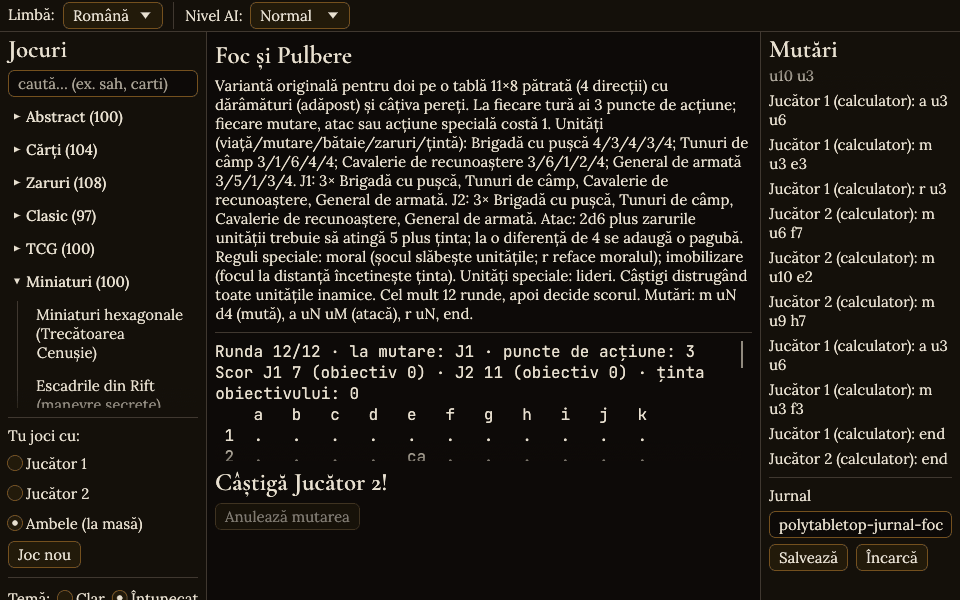 Limbă: Română ▼ Nivel AI: Normal ▼
Jocuri
caută... (ex. sah, carti)
▸ Abstract (100)
▸ Cărți (104)
▸ Zaruri (108)
▸ Clasic (97)
▸ TCG (100)
▾ Miniaturi (100)
Miniaturi hexagonale
(Trecătoarea
Cenușie)
Escadrile din Rift
(manevre secrete)
Tu joci cu:
Jucător 1
Jucător 2
Ambele (la masă)
Joc nou
Temă: Clar Întunecat
Foc și Pulbere
Variantă originală pentru doi pe o tablă 11×8 pătrată (4 direcții) cu
dărâmături (adăpost) și câțiva pereți. La fiecare tură ai 3 puncte de acțiune;
fiecare mutare, atac sau acțiune specială costă 1. Unități
(viață/mutare/bătaie/zaruri/țintă): Brigadă cu pușcă 4/3/4/3/4; Tunuri de
câmp 3/1/6/4/4; Cavalerie de recunoaștere 3/6/1/2/4; General de armată
3/5/1/3/4. J1: 3× Brigadă cu pușcă, Tunuri de câmp, Cavalerie de
recunoaștere, General de armată. J2: 3× Brigadă cu pușcă, Tunuri de câmp,
Cavalerie de recunoaștere, General de armată. Atac: 2d6 plus zarurile
unității trebuie să atingă 5 plus ținta; la o diferență de 4 se adaugă o pagubă.
Reguli speciale: moral (șocul slăbește unitățile; r reface moralul); imobilizare
(focul la distanță încetinește ținta). Unități speciale: lideri. Câștigi distrugând
toate unitățile inamice. Cel mult 12 runde, apoi decide scorul. Mutări: m uN
d4 (mută), a uN uM (atacă), r uN, end.
Runda 12/12 · la mutare: J1 · puncte de acțiune: 3
Scor J1 7 (obiectiv 0) · J2 11 (obiectiv 0) · ținta
obiectivului: 0
a b c d e f g h i j k
1 . . . . . . . . . . .
2 . . . . ca . . . . . .
Câștigă Jucător 2!
Anulează mutarea
Mutări
u10 u3
Jucător 1 (calculator): a u3
u6
Jucător 1 (calculator): m
u3 e3
Jucător 1 (calculator): r u3
Jucător 2 (calculator): m
u6 f7
Jucător 2 (calculator): m
u10 e2
Jucător 2 (calculator): m
u9 h7
Jucător 1 (calculator): a u3
u6
Jucător 1 (calculator): m
u3 f3
Jucător 1 (calculator): end
Jucător 2 (calculator): end
Jurnal
polytabletop-jurnal-foc
Salvează Încarcă